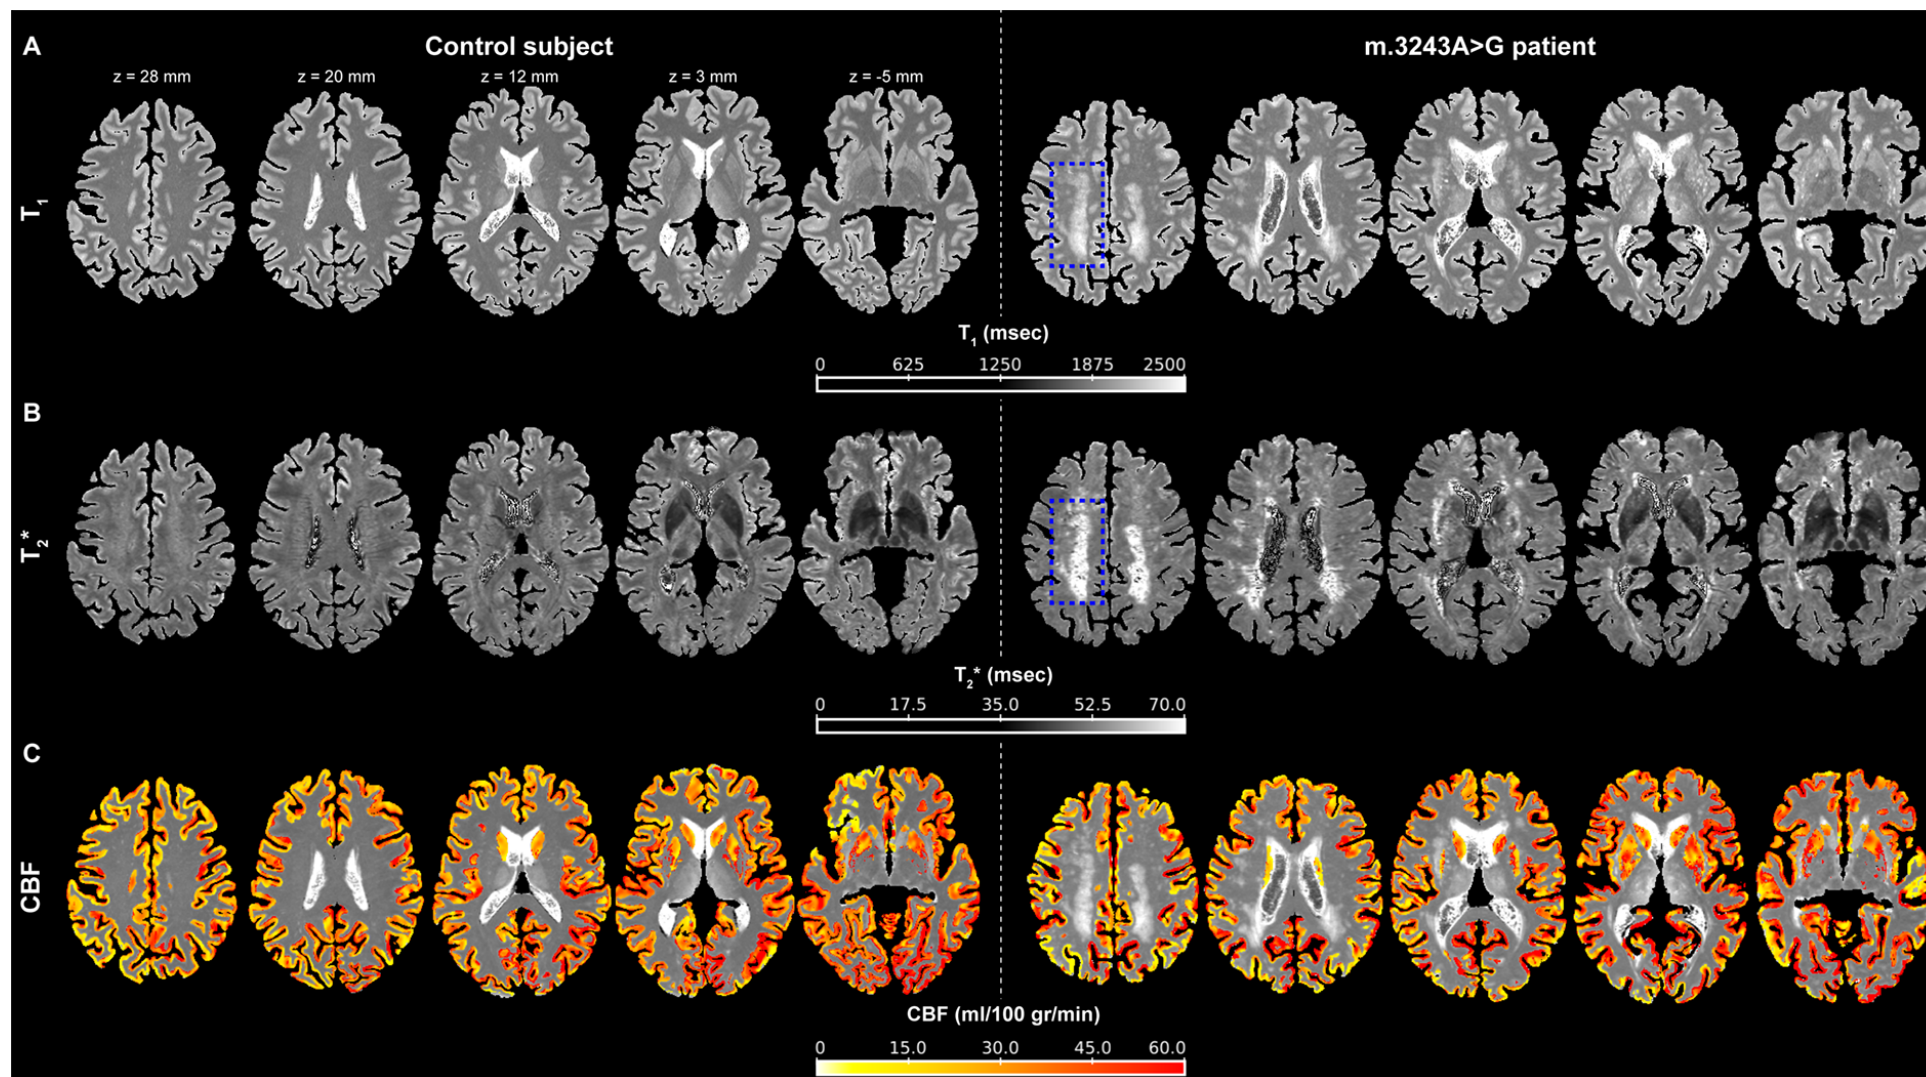 A
Control subject
m.3243A>G patient
z = 28 mm
z = 20 mm
z = 12 mm
z = 3 mm
z = -5 mm
T1
T1 (msec)
0 625 1250 1875 2500
B
T2*
T2* (msec)
0 17.5 35.0 52.5 70.0
C
CBF
CBF (ml/100 gr/min)
0 15.0 30.0 45.0 60.0